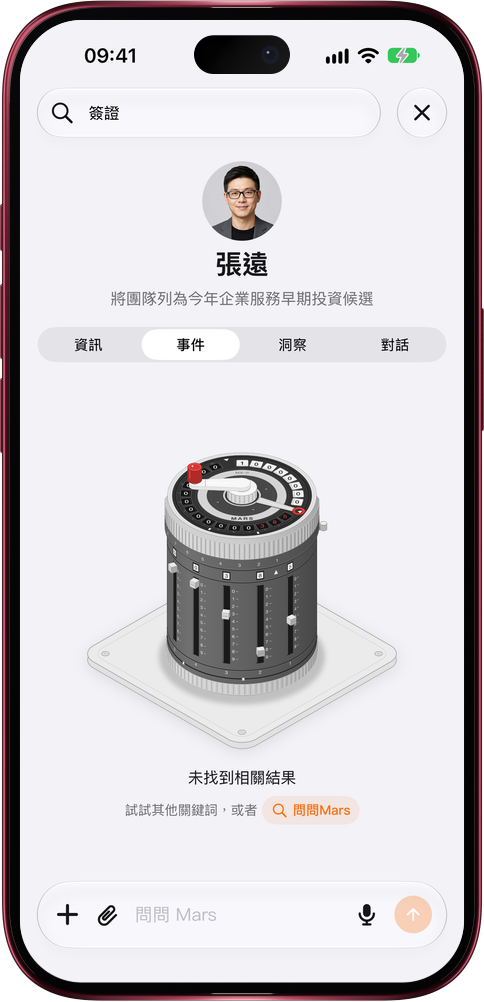 09:41
簽證
張遠
將團隊列為今年企業服務早期投資候選
資訊 事件 洞察 對話
MARS
未找到相關結果
試試其他關鍵詞,或者 問問Mars
問問 Mars